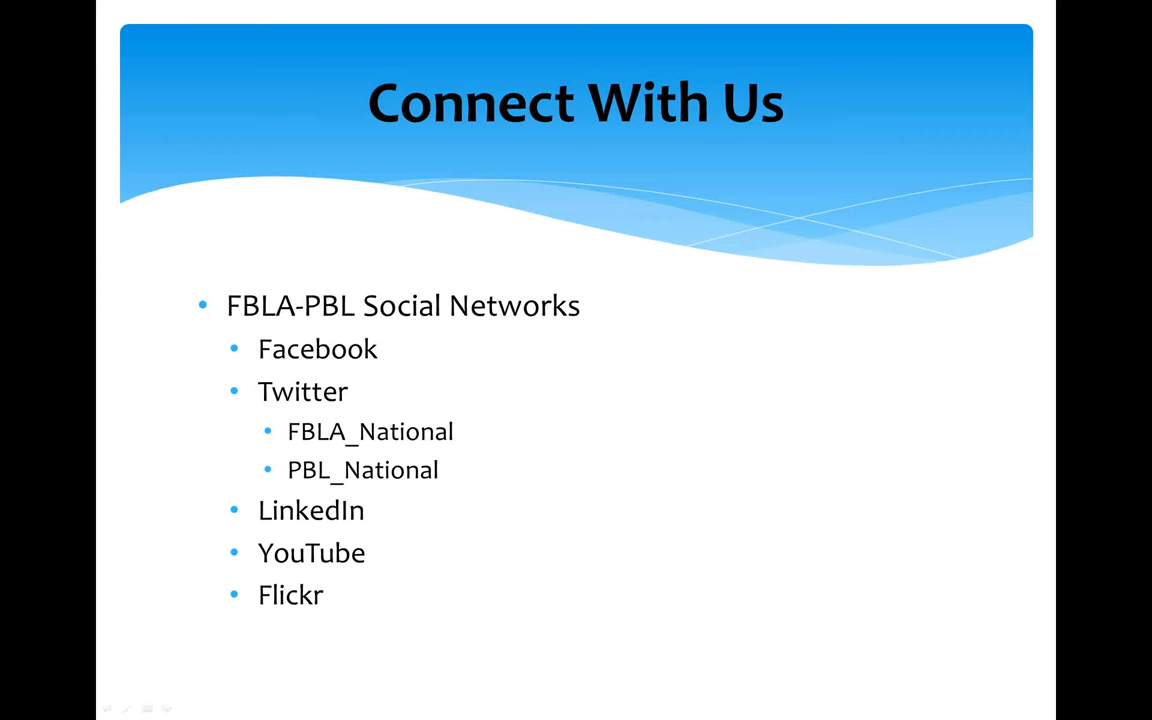 Connect With Us
• FBLA-PBL Social Networks
• Facebook
• Twitter
• FBLA_National
• PBL_National
• LinkedIn
• YouTube
• Flickr